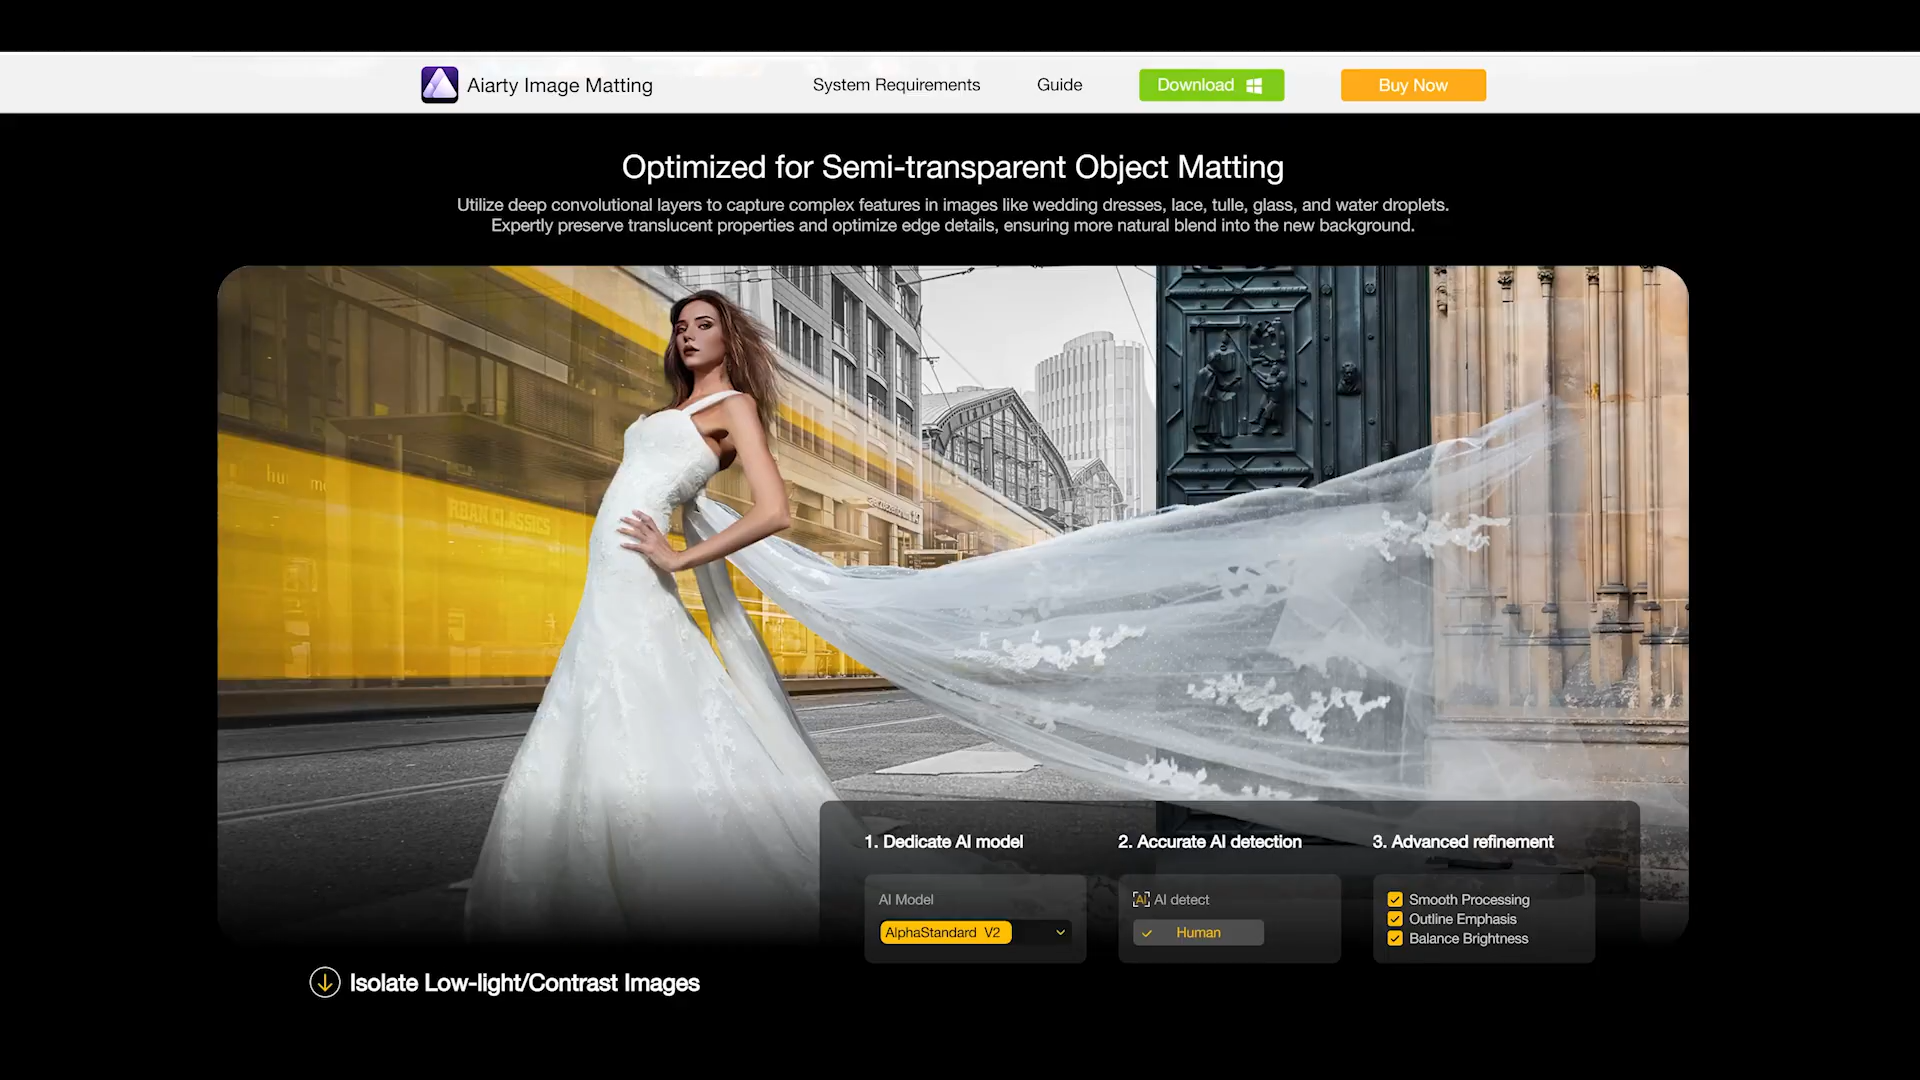 Aiarty Image Matting
System Requirements
Guide
Download
Buy Now
Optimized for Semi-transparent Object Matting
Utilize deep convolutional layers to capture complex features in images like wedding dresses, lace, tulle, glass, and water droplets.
Expertly preserve translucent properties and optimize edge details, ensuring more natural blend into the new background.
RBAN CLASSICS
1. Dedicate AI model
AI Model
AlphaStandard V2
2. Accurate AI detection
AI AI detect
Human
3. Advanced refinement
Smooth Processing
Outline Emphasis
Balance Brightness
Isolate Low-light/Contrast Images